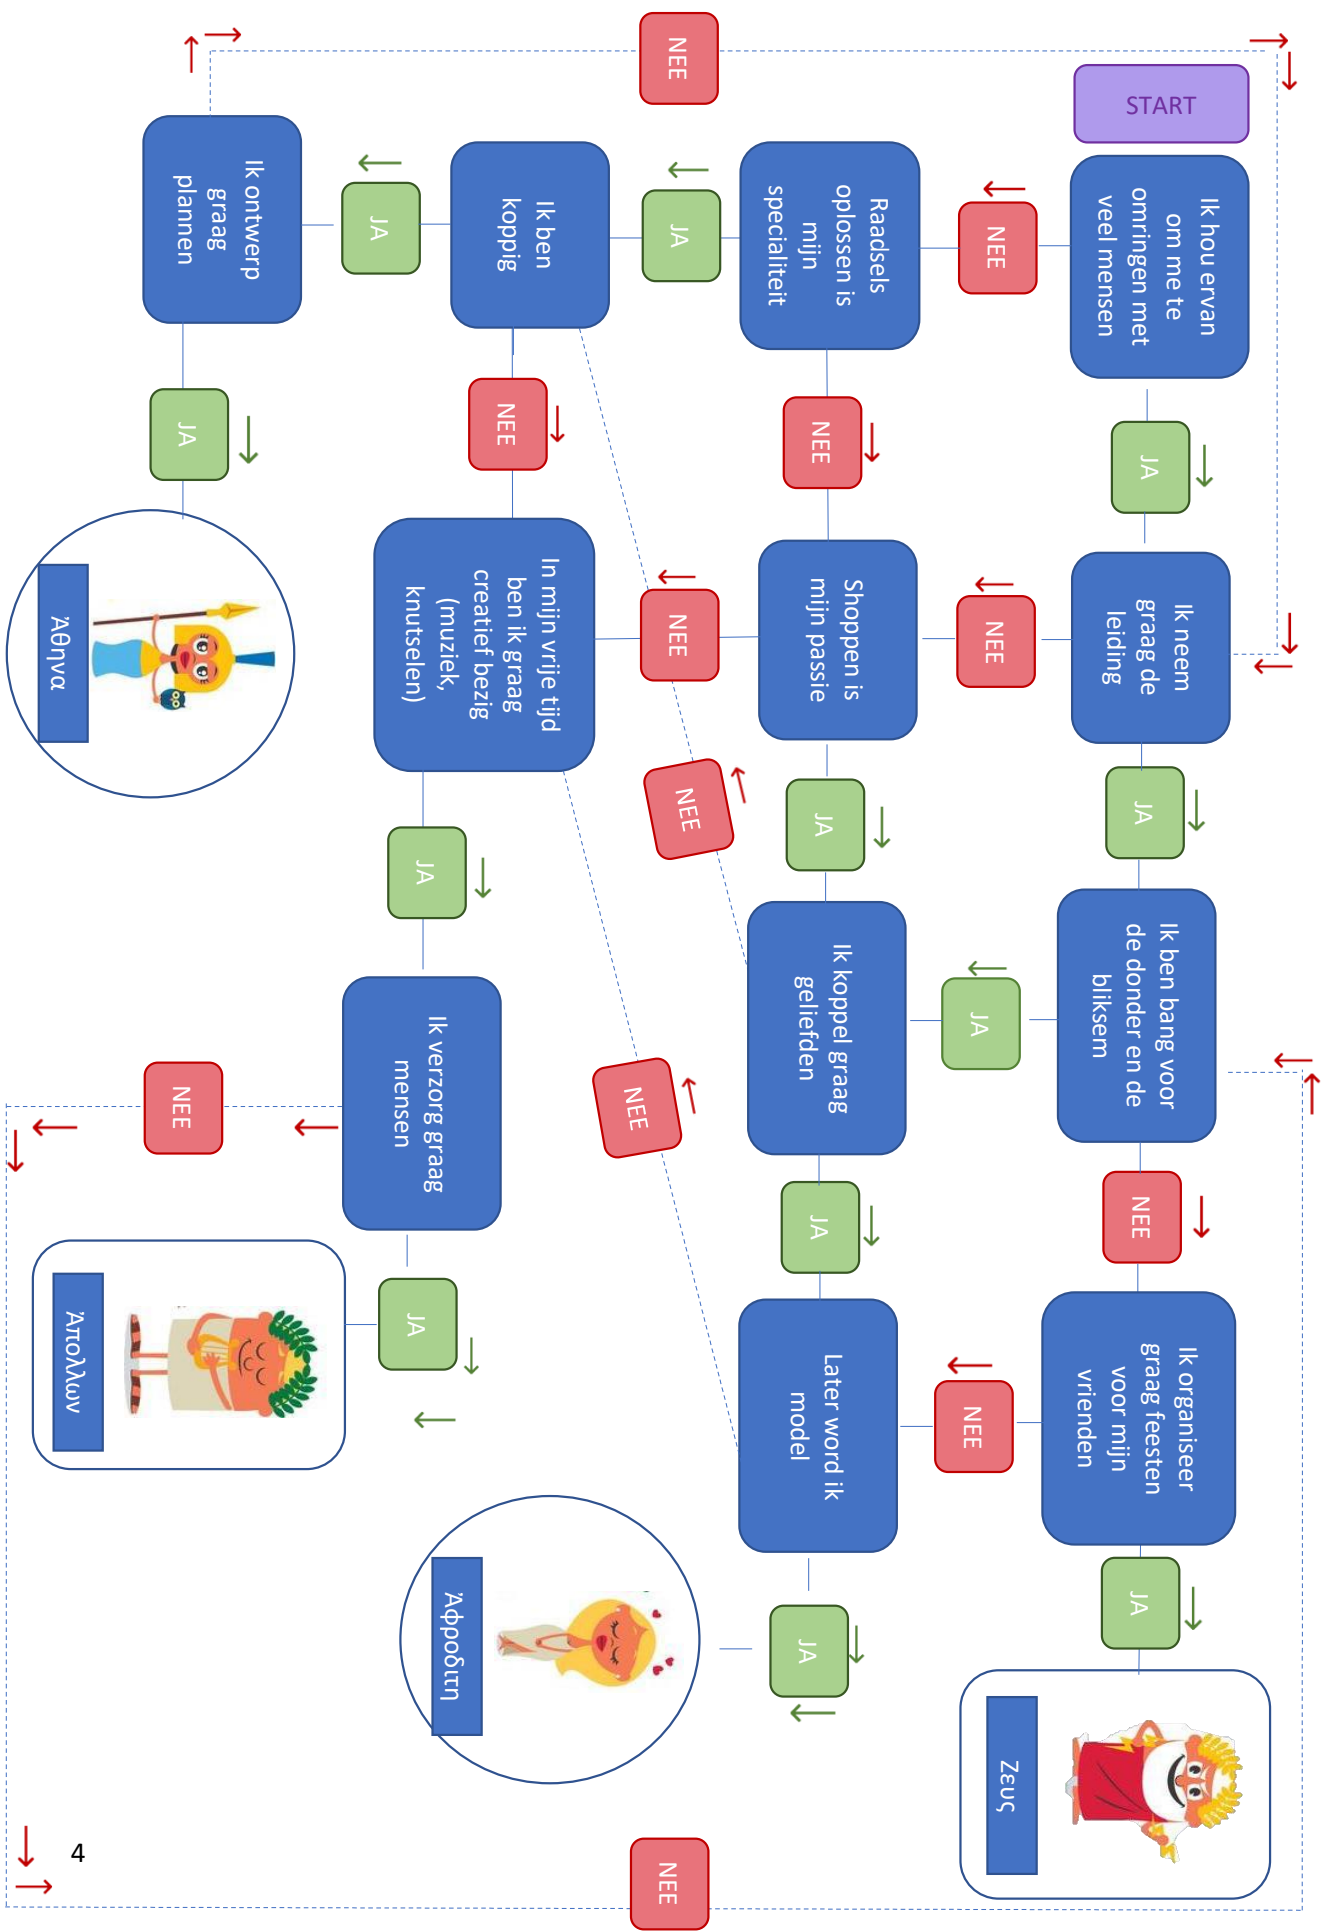 START
Ik hou ervan
om me te
omringen met
veel mensen
JA
Ik neem
graag de
leiding
JA
Ik ben bang voor
de donder en de
bliksem
NEE
Ik organiseer
graag feesten
voor mijn
vrienden
JA
Ζευς
NEE
NEE
JA
NEE
Raadsels
oplossen is
mijn
specialiteit
NEE
Shoppen is
mijn passie
JA
Ik koppel graag
geliefden
JA
Later word ik
model
JA
Ἀφροδιτη
NEE
JA
NEE
NEE
NEE
NEE
Ik ben
koppig
NEE
In mijn vrije tijd
ben ik graag
creatief bezig
(muziek,
knutselen)
JA
Ik verzorg graag
mensen
JA
Ἀπολλων
JA
Ik ontwerp
graag
plannen
JA
Ἀθηνα
NEE
4